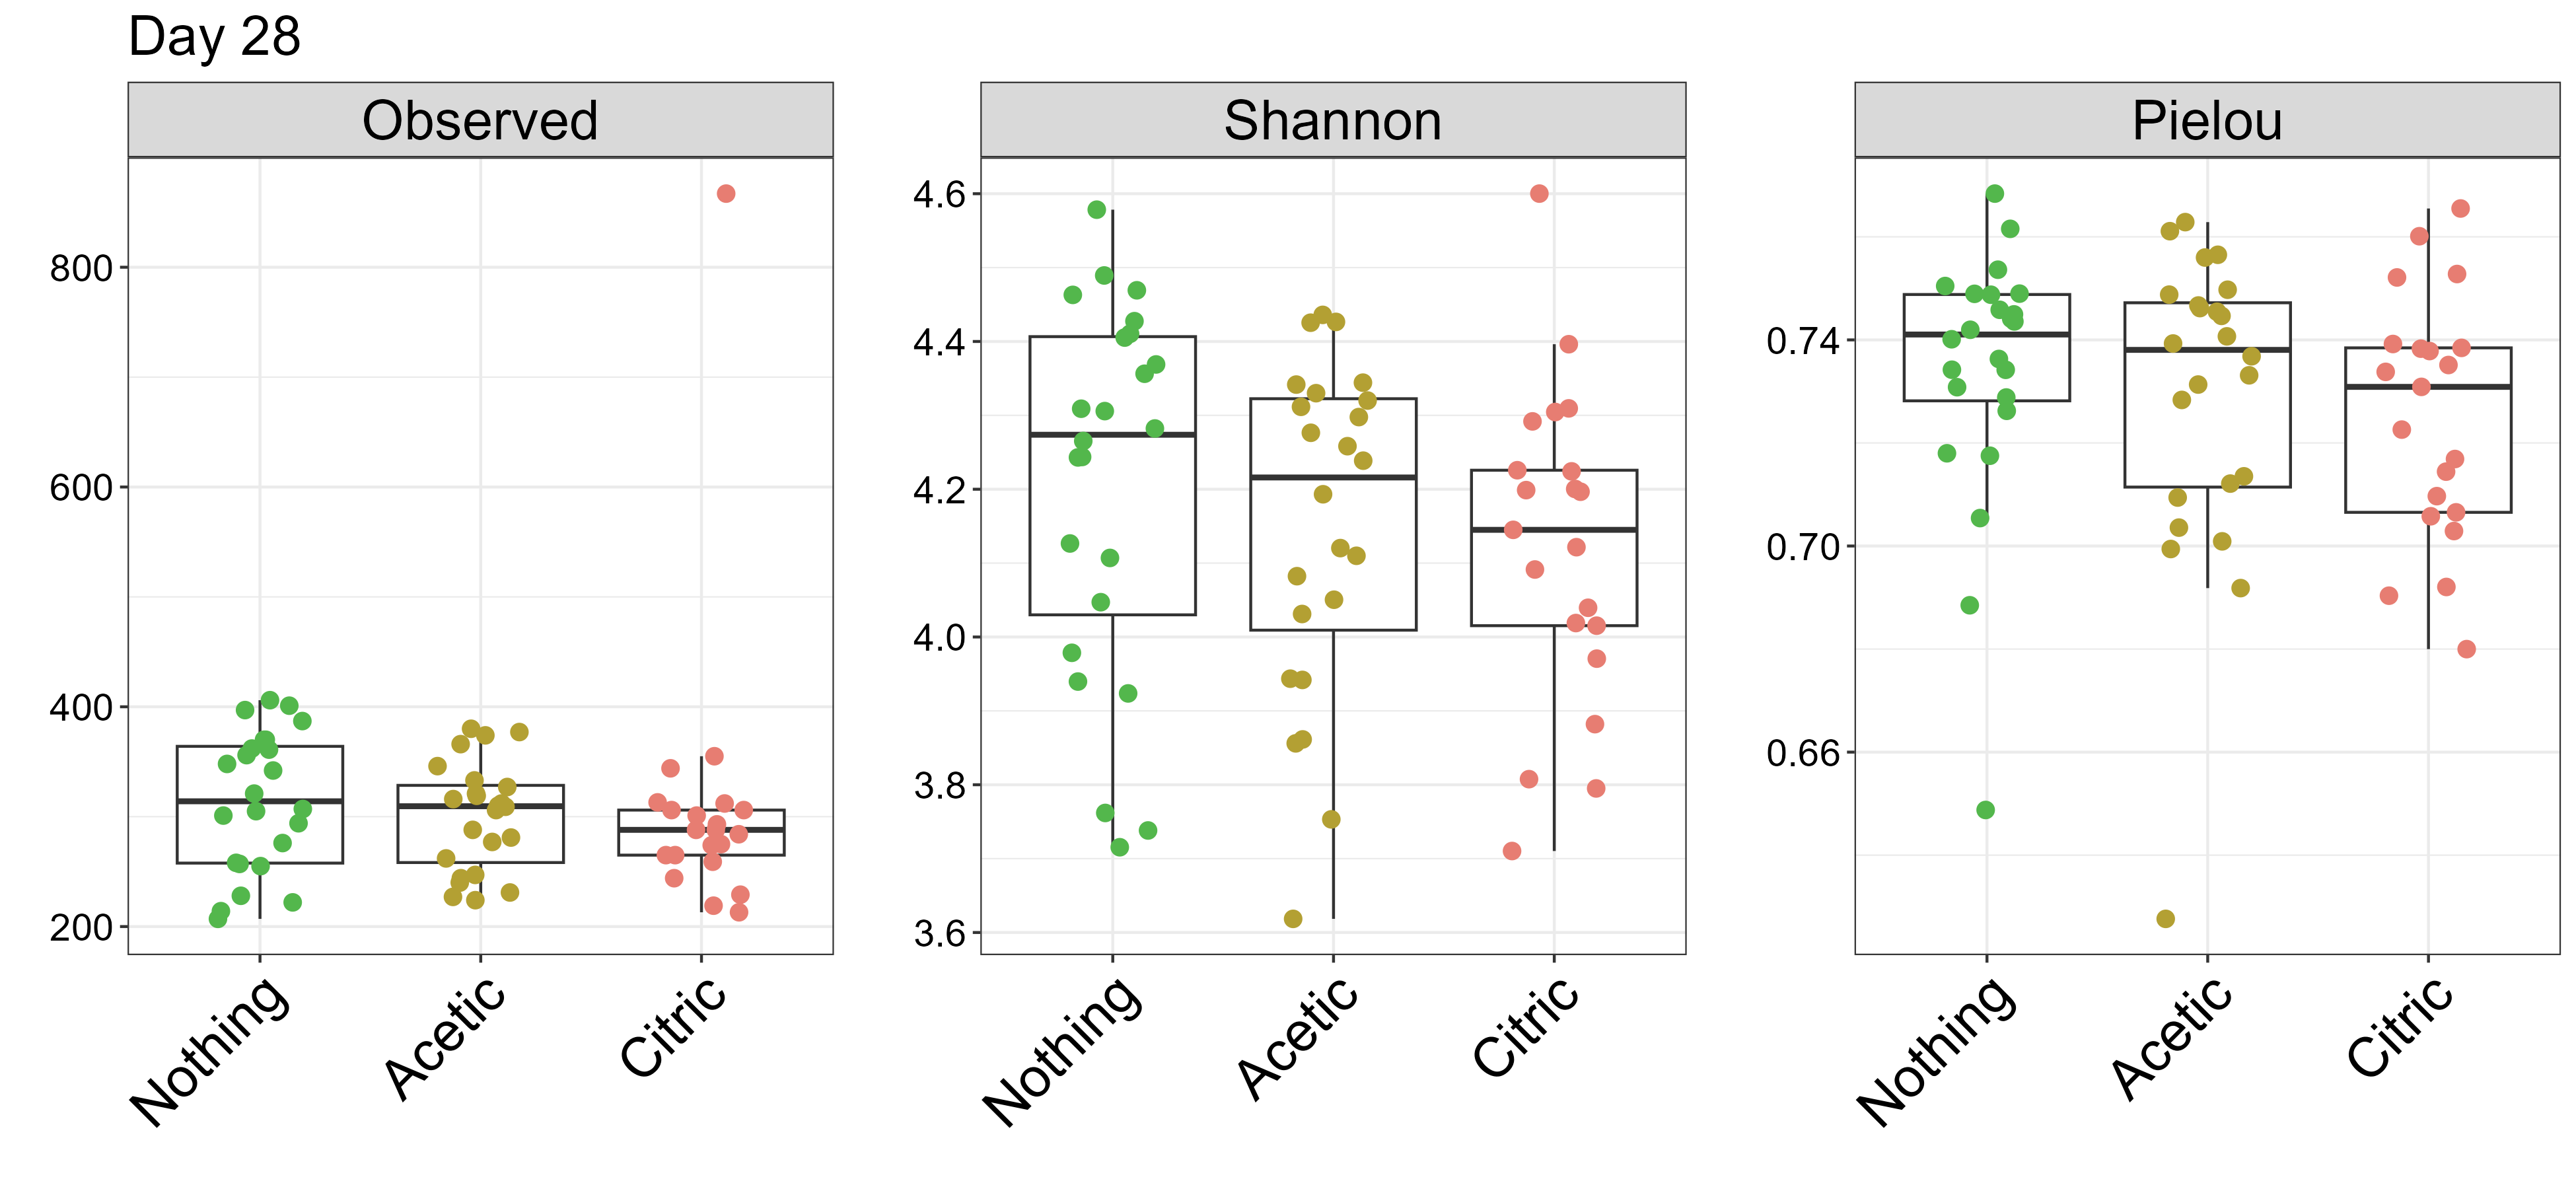 Day 28
Observed
Shannon
Pielou
800
600
400
200
4.6
4.4
4.2
4.0
3.8
3.6
0.74
0.70
0.66
Nothing
Acetic
Citric
Nothing
Acetic
Citric
Nothing
Acetic
Citric